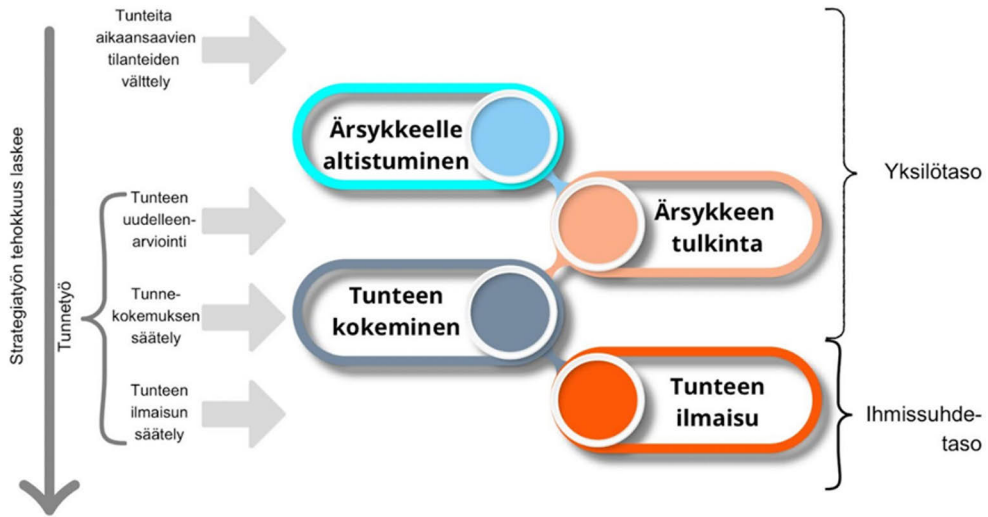 Tunteita
aikaansaavien
tilanteiden
välttely
Ärsykkeelle
altistuminen
Yksilötaso
Strategiatyön tehokkuus laskee
Tunnetyö
Tunteen
uudelleen-
arviointi
Ärsykkeen
tulkinta
Tunne-
kokemuksen
säätely
Tunteen
kokeminen
Tunteen
ilmaisun
säätely
Tunteen
ilmaisu
Ihmissuhde-
taso